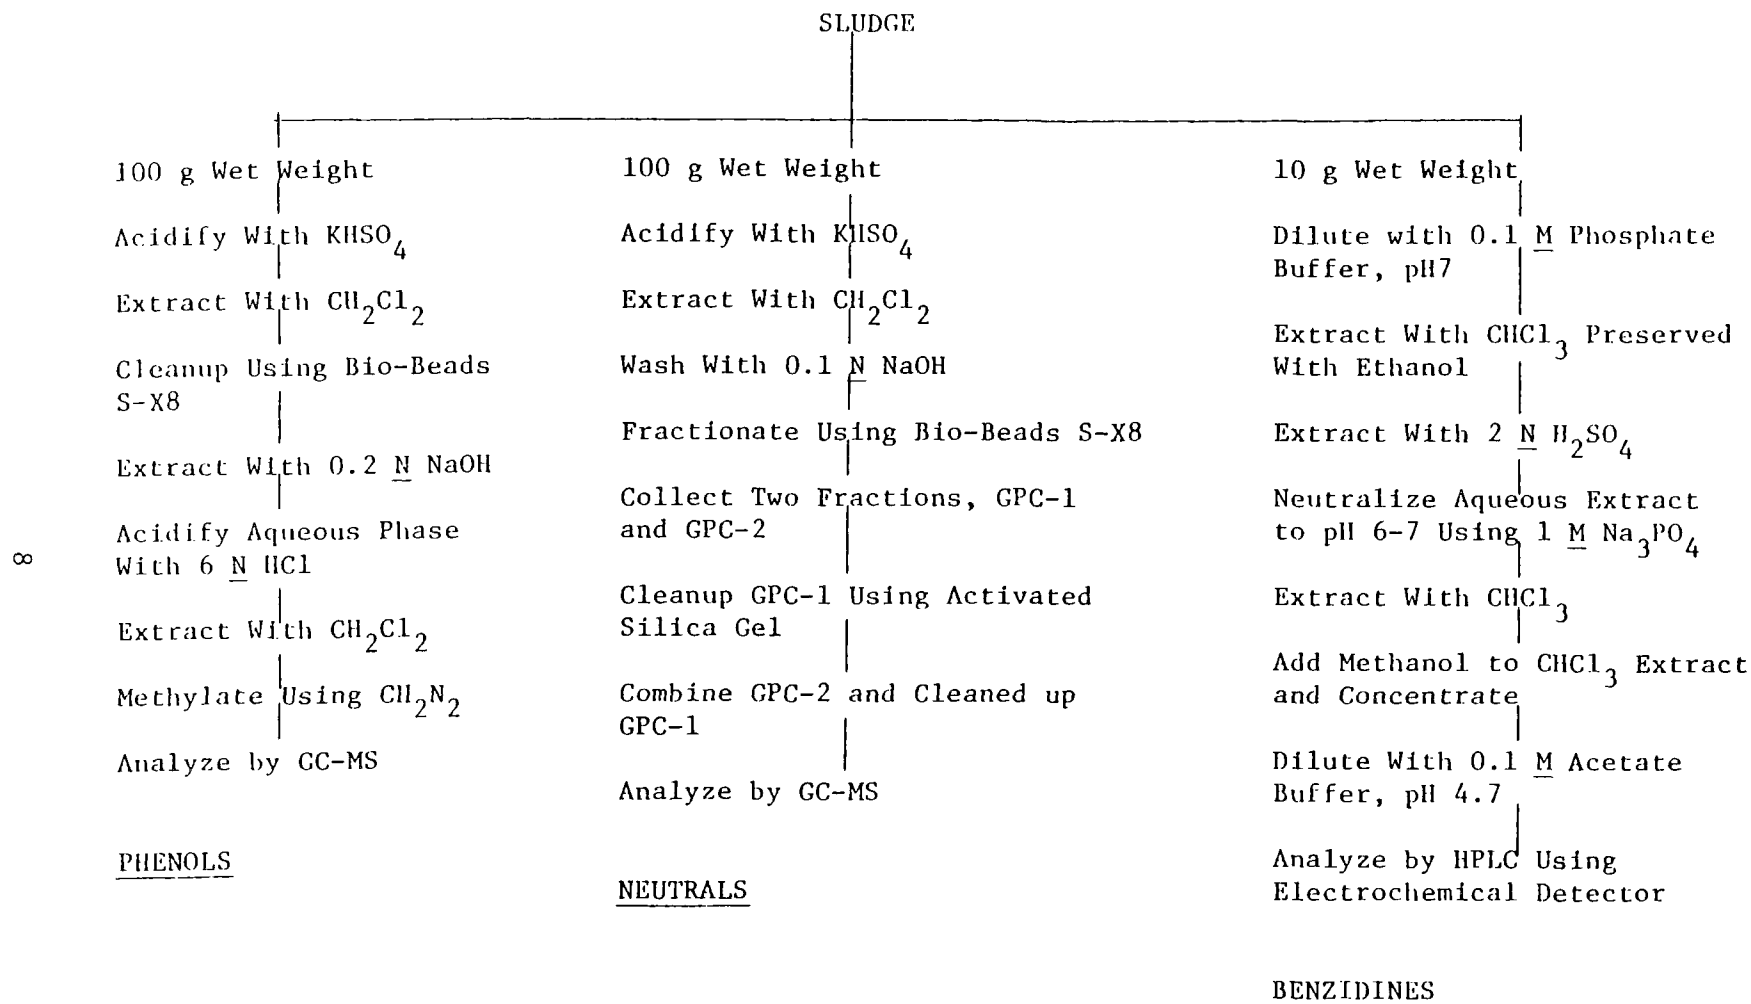 SLUDGE
100 g Wet Weight
Acidify With KHSO4
Extract With CH2Cl2
Cleanup Using Bio-Beads
S-X8
Extract With 0.2 N NaOH
Acidify Aqueous Phase
With 6 N HCl
Extract With CH2Cl2
Methylate Using CH2N2
Analyze by GC-MS
PHENOLS
100 g Wet Weight
Acidify With KHSO4
Extract With CH2Cl2
Wash With 0.1 N NaOH
Fractionate Using Bio-Beads S-X8
Collect Two Fractions, GPC-1
and GPC-2
Cleanup GPC-1 Using Activated
Silica Gel
Combine GPC-2 and Cleaned up
GPC-1
Analyze by GC-MS
NEUTRALS
10 g Wet Weight
Dilute with 0.1 M Phosphate
Buffer, pH7
Extract With CHCl3 Preserved
With Ethanol
Extract With 2 N H2SO4
Neutralize Aqueous Extract
to pH 6-7 Using 1 M Na3PO4
Extract With CHCl3
Add Methanol to CHCl3 Extract
and Concentrate
Dilute With 0.1 M Acetate
Buffer, pH 4.7
Analyze by HPLC Using
Electrochemical Detector
BENZIDINES
8